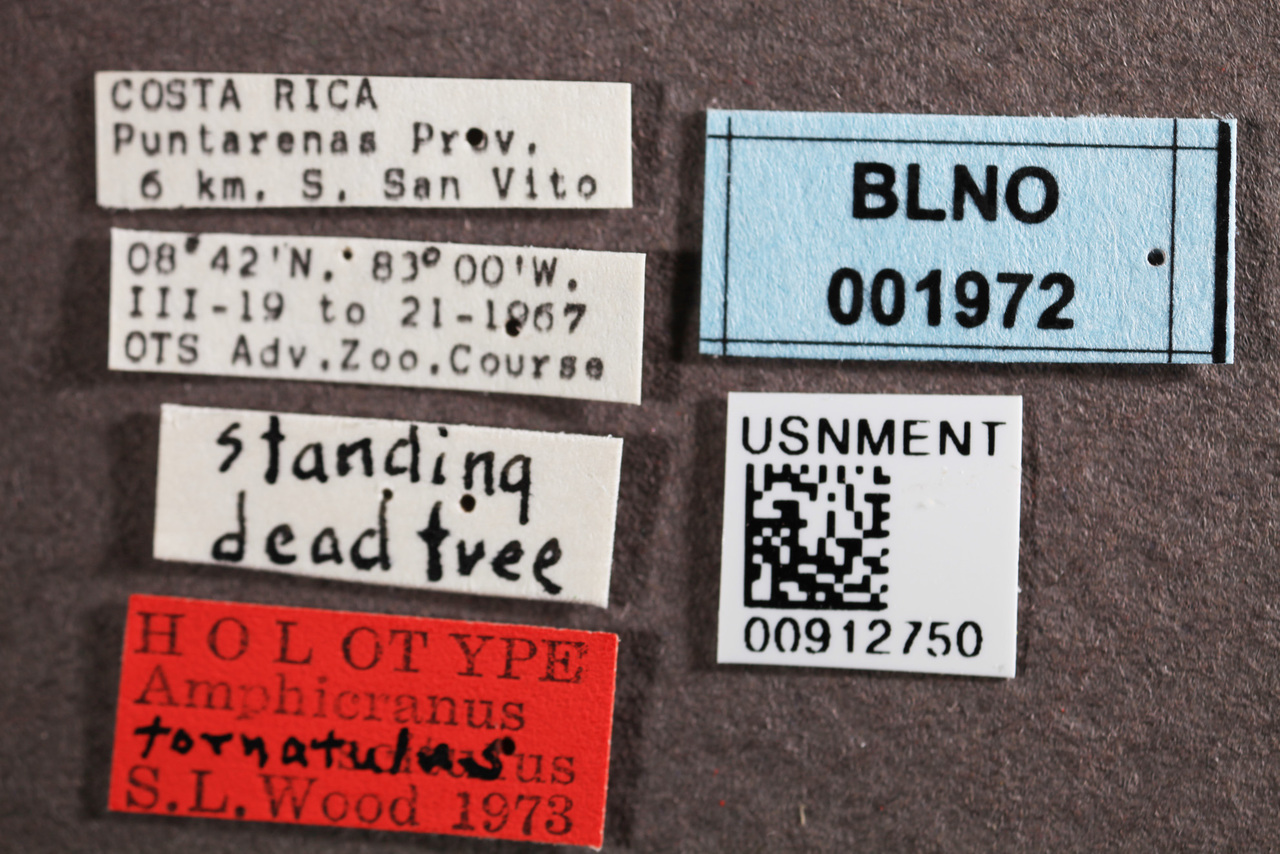 COSTA RICA
Puntarenas Prov.
6 km. S. San Vito
08°42'N. 83°00'W.
III-19 to 21-1967
OTS Adv.Zoo.Course
standing
dead tree
HOLOTYPE
Amphicranus
tornatulus
S.L.Wood 1973
BLNO
001972
USNMENT
00912750